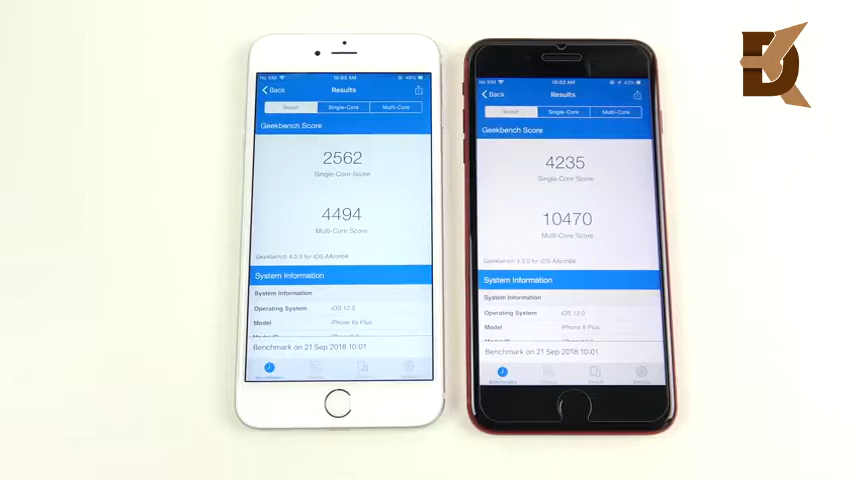 No SIM 10:02 AM 48%
Back Results
Result Single-Core Multi-Core
Geekbench Score
2562
Single-Core Score
4494
Multi-Core Score
Geekbench 4.3.0 for iOS AArch64
System Information
System Information
Operating System iOS 12.0
Model iPhone 6s Plus
Benchmark on 21 Sep 2018 10:01
No SIM 10:02 AM 42%
Back Results
Result Single-Core Multi-Core
Geekbench Score
4235
Single-Core Score
10470
Multi-Core Score
Geekbench 4.3.0 for iOS AArch64
System Information
System Information
Operating System iOS 12.0
Model iPhone 8 Plus
Benchmark on 21 Sep 2018 10:01
Benchmarks